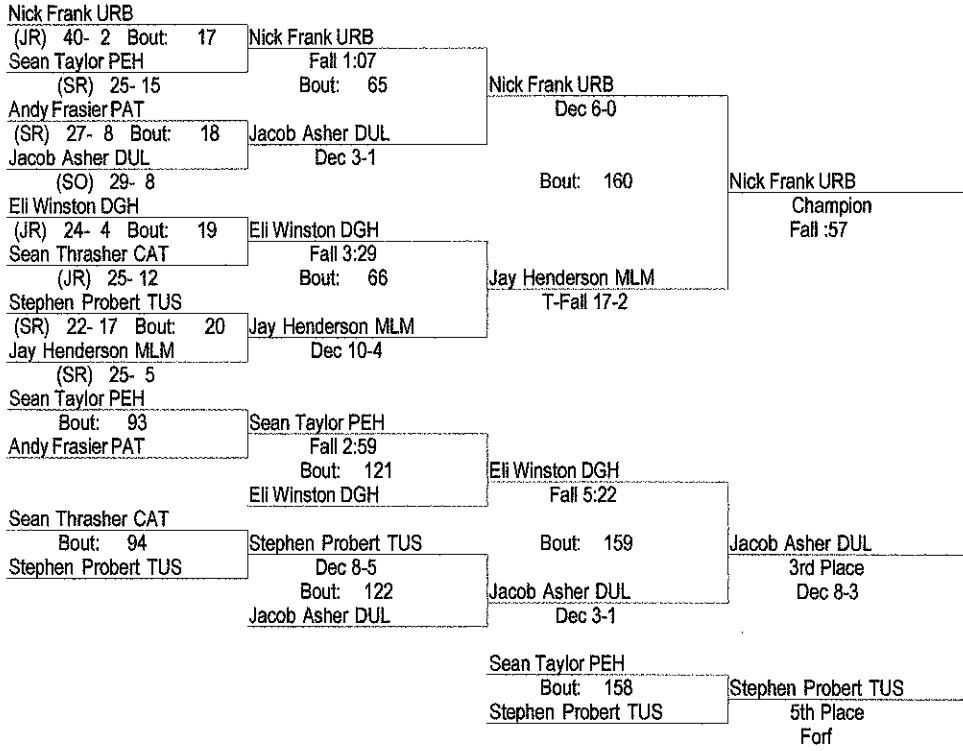 Nick Frank URB
(JR) 40- 2 Bout: 17
Nick Frank URB
Sean Taylor PEH
Fall 1:07
(SR) 25- 15
Bout: 65
Nick Frank URB
Andy Frasier PAT
Dec 6-0
(SR) 27- 8 Bout: 18
Jacob Asher DUL
Jacob Asher DUL
Dec 3-1
(SO) 29- 8
Bout: 160
Nick Frank URB
Eli Winston DGH
Champion
(JR) 24- 4 Bout: 19
Eli Winston DGH
Fall :57
Sean Thrasher CAT
Fall 3:29
(JR) 25- 12
Bout: 66
Jay Henderson MLM
Stephen Probert TUS
T-Fall 17-2
(SR) 22- 17 Bout: 20
Jay Henderson MLM
Jay Henderson MLM
Dec 10-4
(SR) 25- 5
Sean Taylor PEH
Bout: 93
Sean Taylor PEH
Andy Frasier PAT
Fall 2:59
Bout: 121
Eli Winston DGH
Eli Winston DGH
Fall 5:22
Sean Thrasher CAT
Bout: 94
Stephen Probert TUS
Bout: 159
Jacob Asher DUL
Stephen Probert TUS
Dec 8-5
3rd Place
Bout: 122
Jacob Asher DUL
Dec 8-3
Jacob Asher DUL
Dec 3-1
Sean Taylor PEH
Bout: 158
Stephen Probert TUS
Stephen Probert TUS
5th Place
Forf